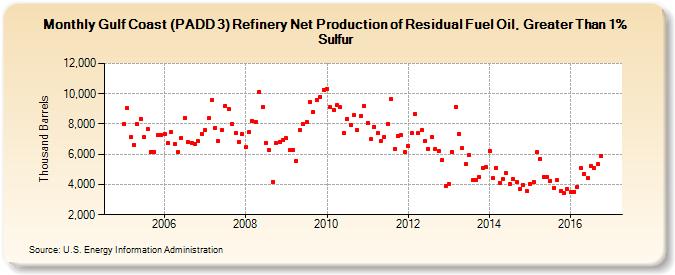 Monthly Gulf Coast (PADD 3) Refinery Net Production of Residual Fuel Oil, Greater Than 1%
Sulfur
Thousand Barrels
12,000
10,000
8,000
6,000
4,000
2,000
2006 2008 2010 2012 2014 2016
Source: U.S. Energy Information Administration